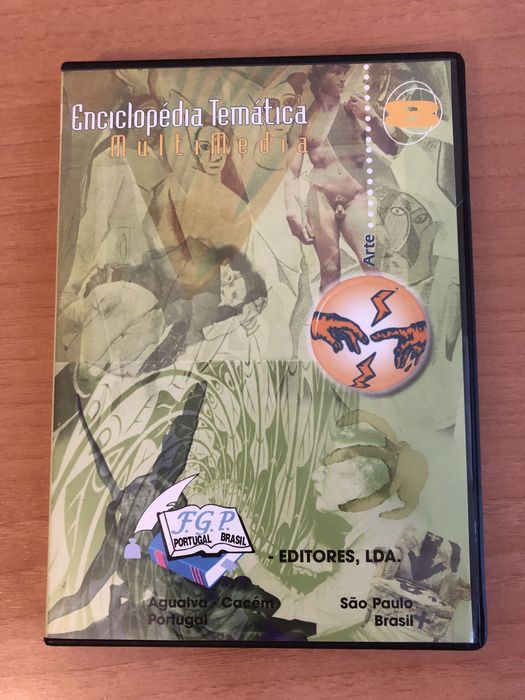 Enciclopédia Temática
MultiMedia
8
Arte
F.G.P.
PORTUGAL BRASIL
- EDITORES, LDA.
Agualva - Cacém
Portugal
São Paulo
Brasil